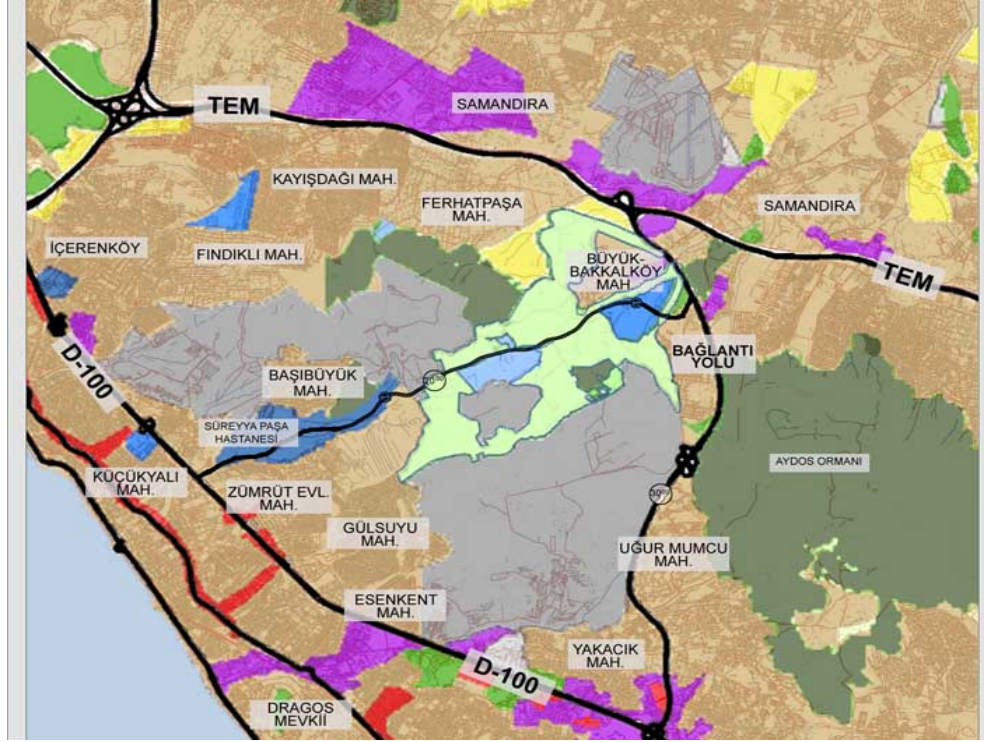 TEM
SAMANDIRA
KAYIŞDAĞI MAH.
FERHATPAŞA
MAH.
SAMANDIRA
İÇERENKÖY
FINDIKLI MAH.
BÜYÜK-
BAKKALKÖY
MAH.
TEM
D-100
BAĞLANTI
YOLU
BAŞIBÜYÜK
MAH.
SÜREYYA PAŞA
HASTANESİ
AYDOS ORMANI
KÜÇÜKYALI
MAH.
ZÜMRÜT EVL.
MAH.
GÜLSUYU
MAH.
UĞUR MUMCU
MAH.
ESENKENT
MAH.
YAKACIK
MAH.
D-100
DRAGOS
MEVKİİ